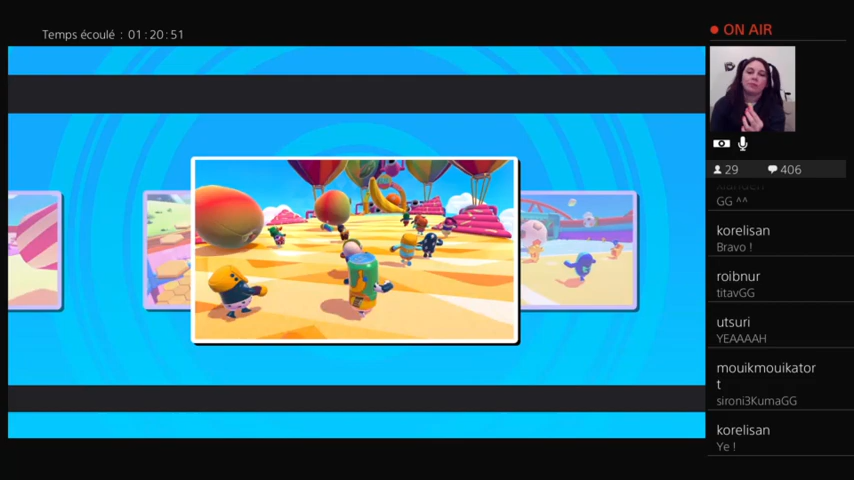 Temps écoulé : 01:20:51
ON AIR
29 406
GG ^^
korelisan
Bravo !
roibnur
titavGG
utsuri
YEAAAAH
mouikmouikator
t
sironi3KumaGG
korelisan
Ye !